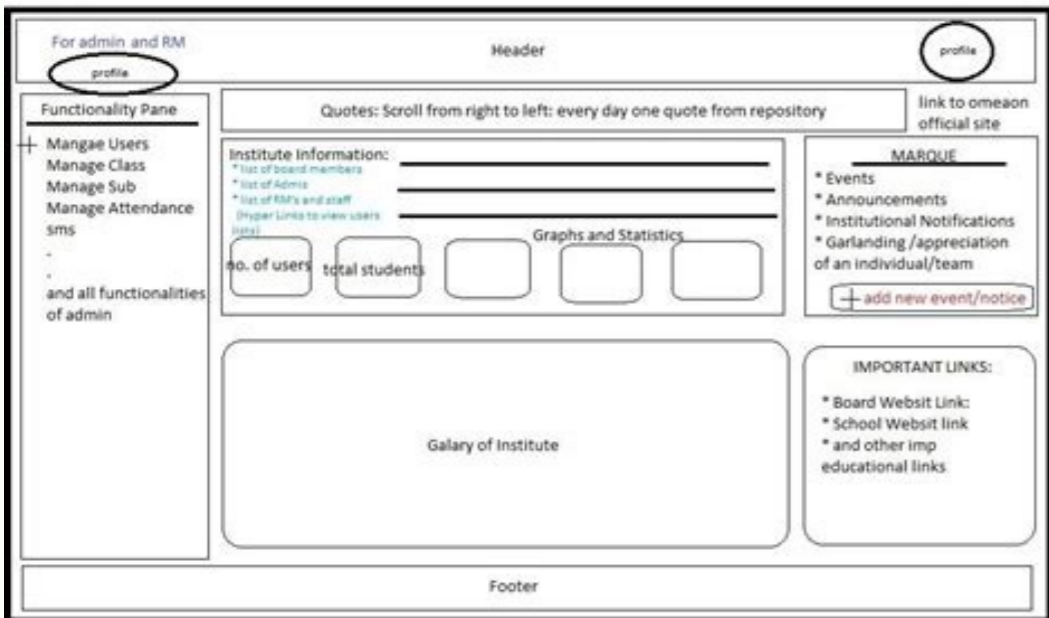 For admin and RM
profile
Header
profile
Functionality Pane
Mangae Users
Manage Class
Manage Sub
Manage Attendance
sms
.
.
and all functionalities
of admin
Quotes: Scroll from right to left: every day one quote from repository
link to omeaon
official site
Institute Information:
* list of board members
* list of Admis
* list of RM's and staff
(Hyper Links to view users
lists)
Graphs and Statistics
no. of users
total students
MARQUE
* Events
* Announcements
* Institutional Notifications
* Garlanding /appreciation
of an individual/team
add new event/notice
Galary of Institute
IMPORTANT LINKS:
* Board Websit Link:
* School Websit link
* and other imp
educational links
Footer